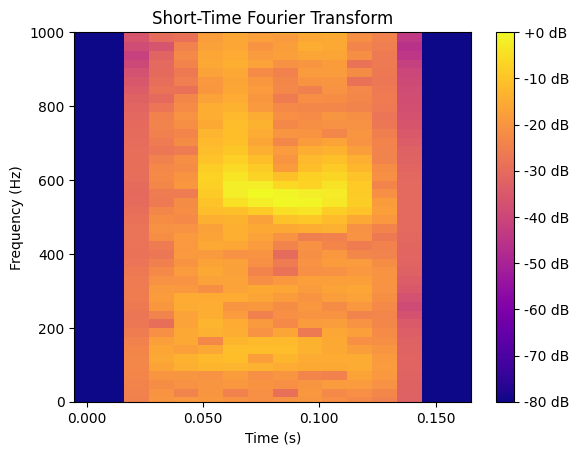 Short-Time Fourier Transform
1000
800
600
400
200
0
Frequency (Hz)
0.000
0.050
0.100
0.150
Time (s)
+0 dB
-10 dB
-20 dB
-30 dB
-40 dB
-50 dB
-60 dB
-70 dB
-80 dB